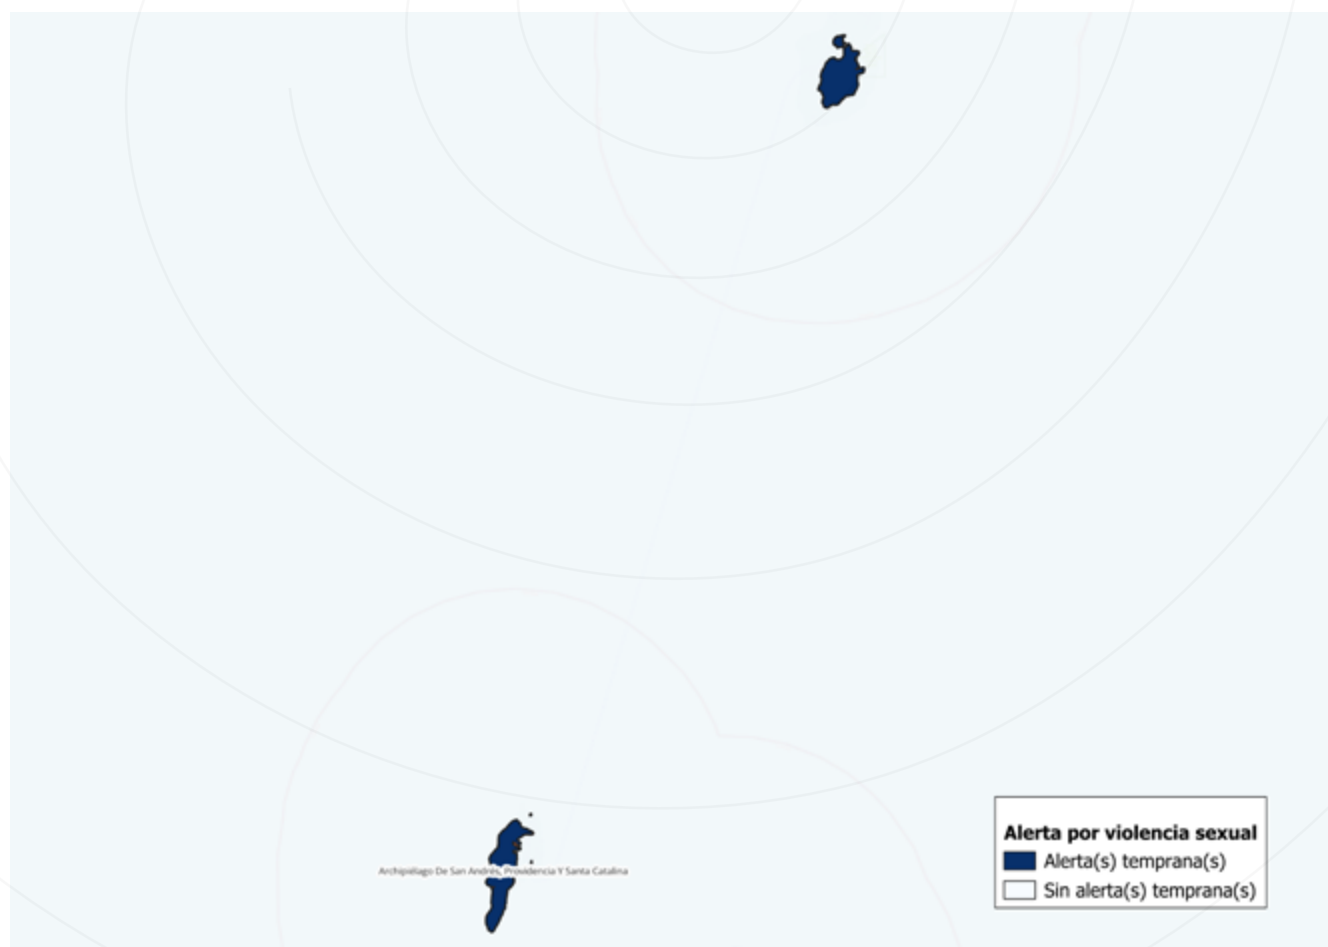 Archipiélago De San Andrés, Providencia Y Santa Catalina
Alerta por violencia sexual
Alerta(s) temprana(s)
Sin alerta(s) temprana(s)